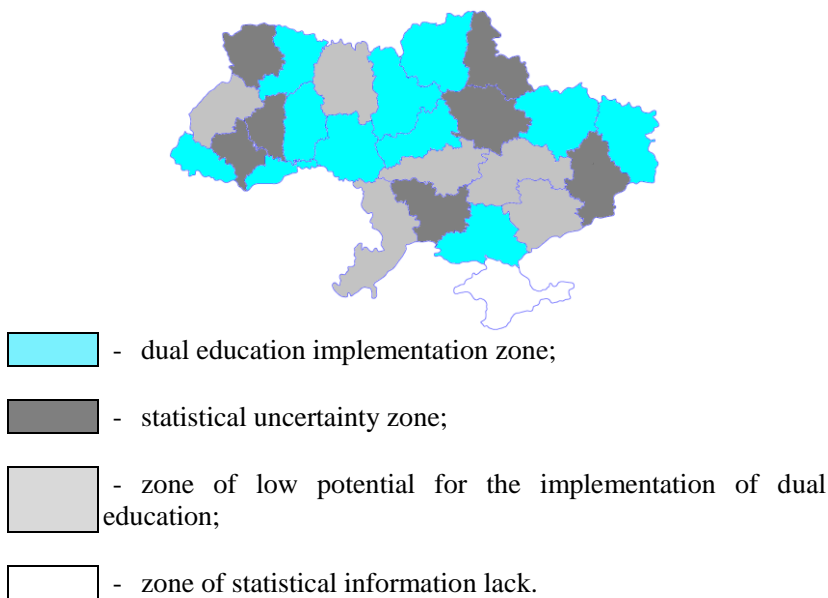 - dual education implementation zone;
- statistical uncertainty zone;
- zone of low potential for the implementation of dual
education;
- zone of statistical information lack.